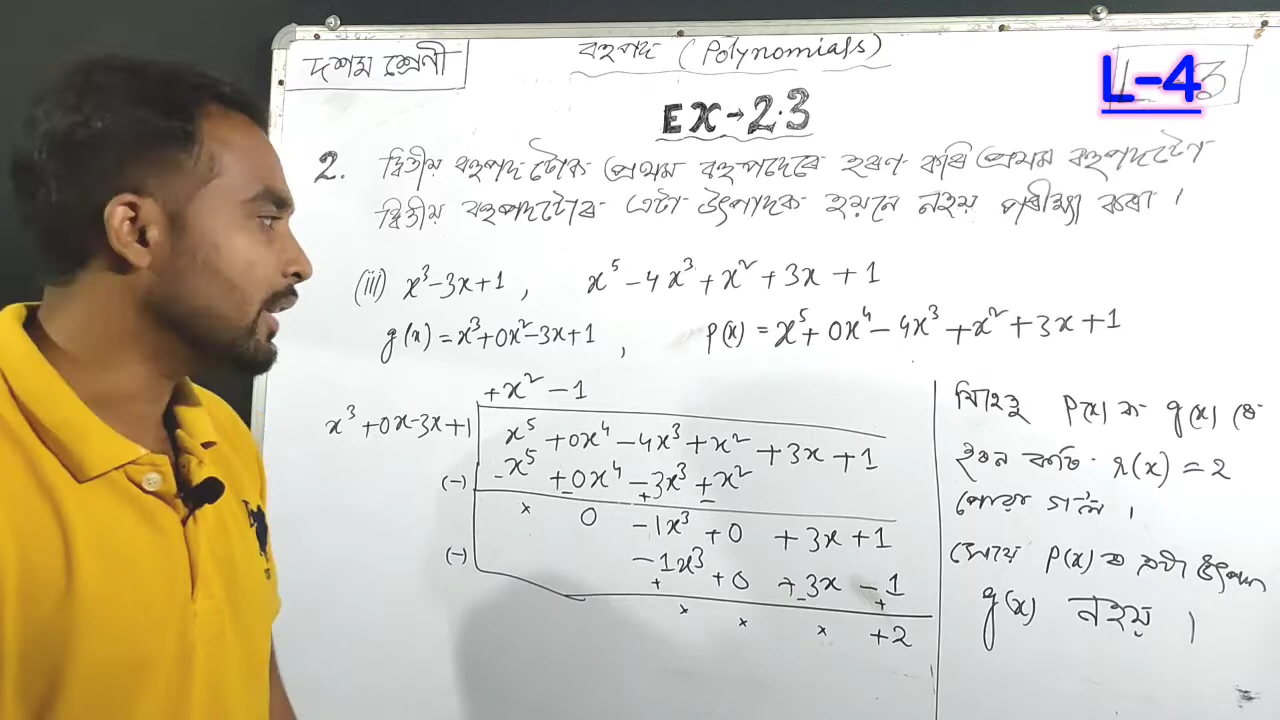 দশম শ্ৰেণী
বহুপদ (Polynomials)
L-4
EX→2.3
2. দ্বিতীয় বহুপদটোক প্ৰথম বহুপদেৰে হৰণ কৰি প্ৰথম বহুপদটো
দ্বিতীয় বহুপদটোৰ এটা উৎপাদক হয়নে নহয় পৰীক্ষা কৰা ।
(iii) x³-3x+1, x⁵-4x³+x²+3x+1
g(x)=x³+0x²-3x+1, p(x)=x⁵+0x⁴-4x³+x²+3x+1
+x²-1
x³+0x-3x+1
x⁵+0x⁴-4x³+x²+3x+1
(-) x⁵+0x⁴-3x³+x²
- - + -
x 0 -1x³+0+3x+1
(-) -1x³+0+3x-1
+ - +
x x x +2
যিহেতু p(x) ক g(x) ৰে
হৰণ কৰি r(x)=2
পোৱা গ'ল ।
p(x) ৰ
g(x) নহয় ।